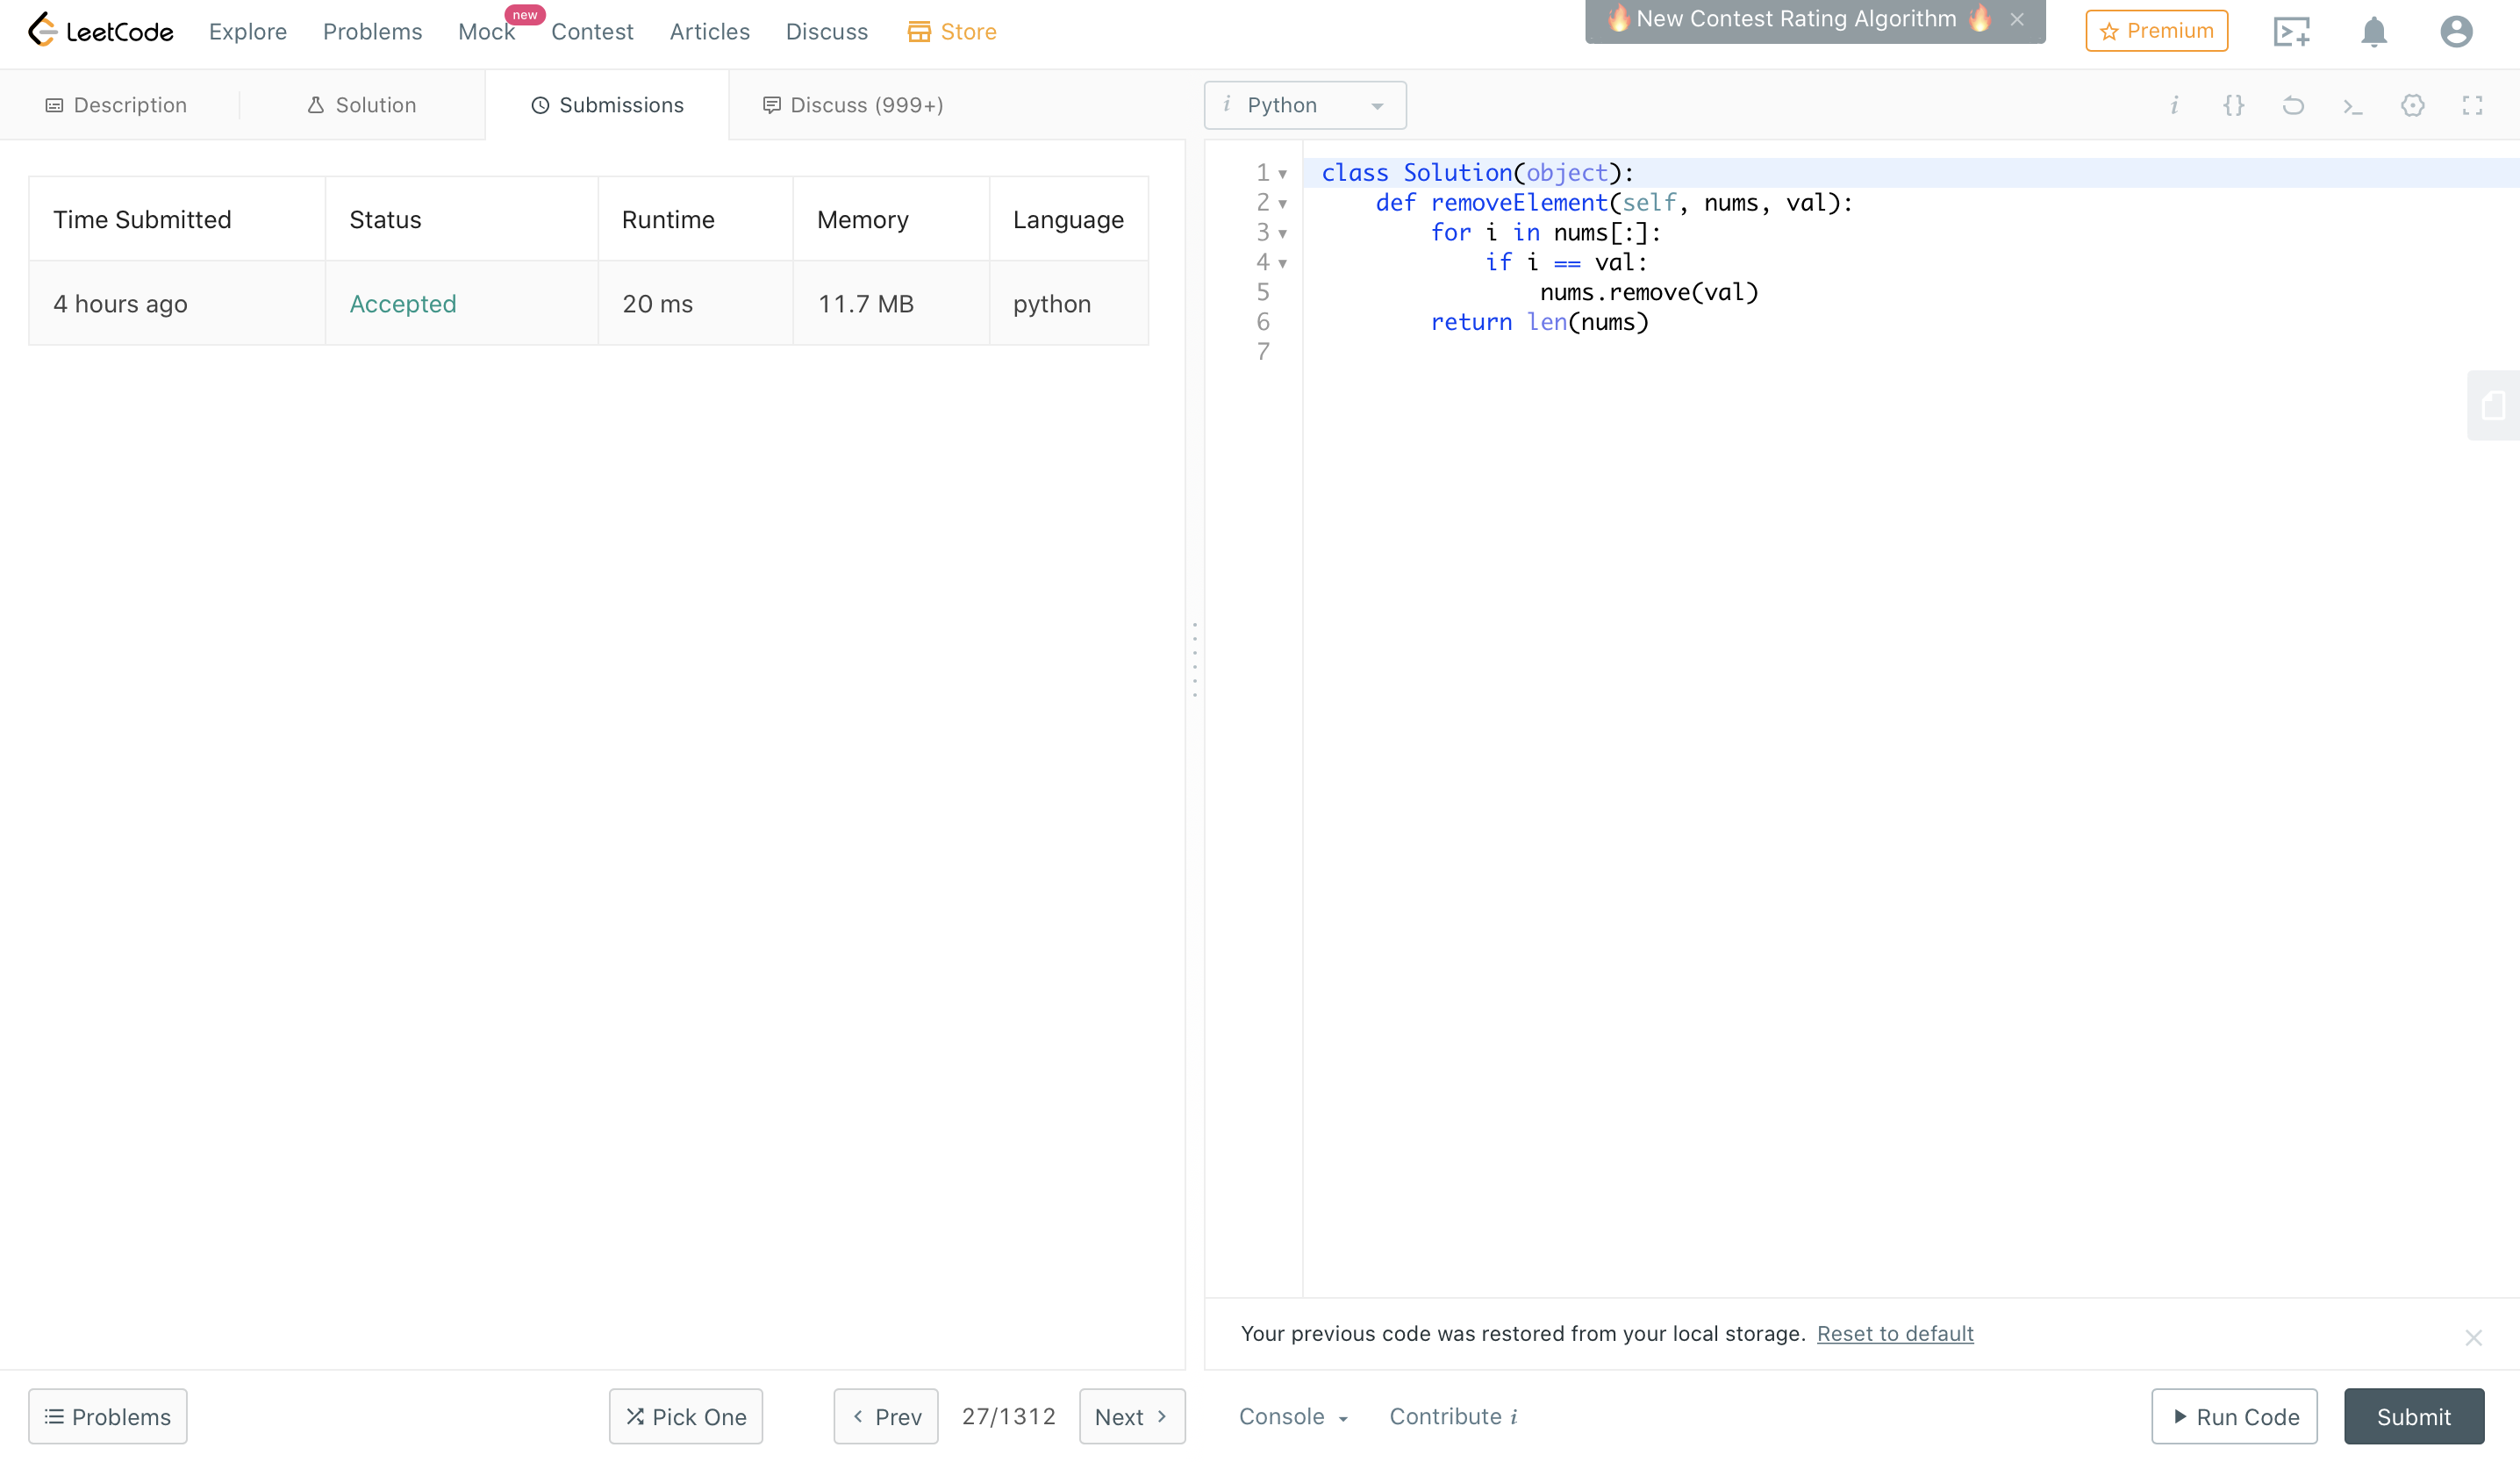 LeetCode Explore Problems Mock new Contest Articles Discuss Store 🔥New Contest Rating Algorithm 🔥 × Premium
Description Solution Submissions Discuss (999+) i Python i {}
Time Submitted Status Runtime Memory Language
4 hours ago Accepted 20 ms 11.7 MB python
1 class Solution(object):
2     def removeElement(self, nums, val):
3         for i in nums[:]:
4             if i == val:
5                 nums.remove(val)
6         return len(nums)
7
Your previous code was restored from your local storage. Reset to default
Problems Pick One Prev 27/1312 Next Console Contribute i Run Code Submit